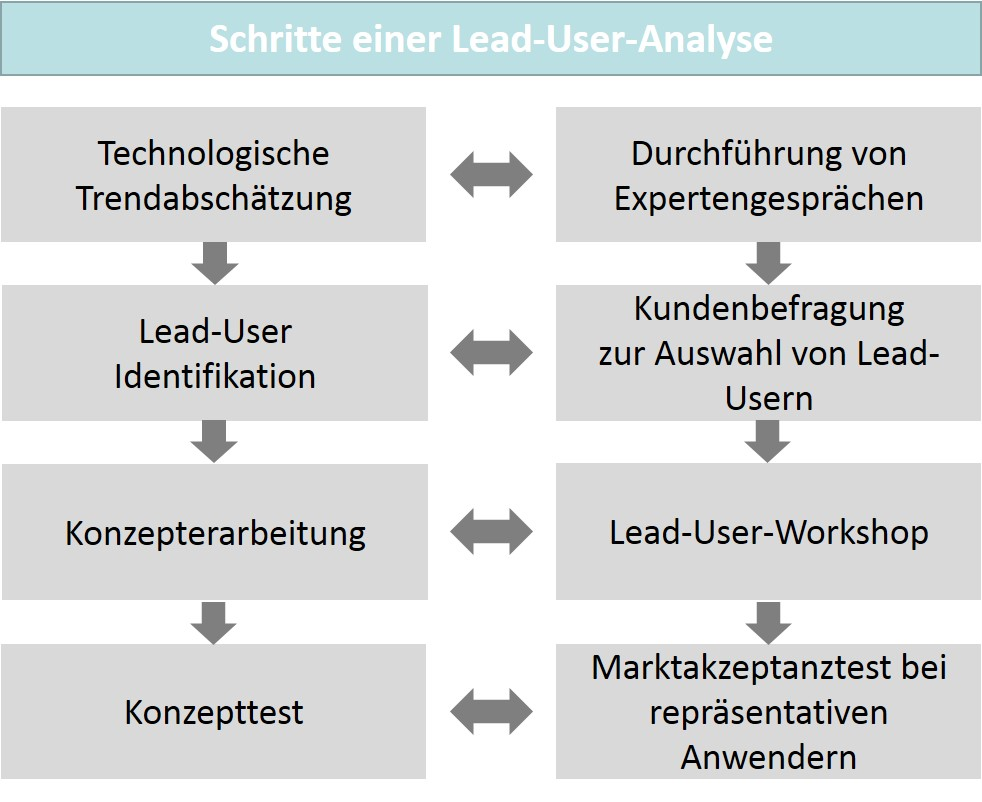 Schritte einer Lead-User-Analyse
Technologische
Trendabschätzung
Durchführung von
Expertengesprächen
Lead-User
Identifikation
Kundenbefragung
zur Auswahl von Lead-
Usern
Konzepterarbeitung
Lead-User-Workshop
Konzepttest
Marktakzeptanztest bei
repräsentativen
Anwendern